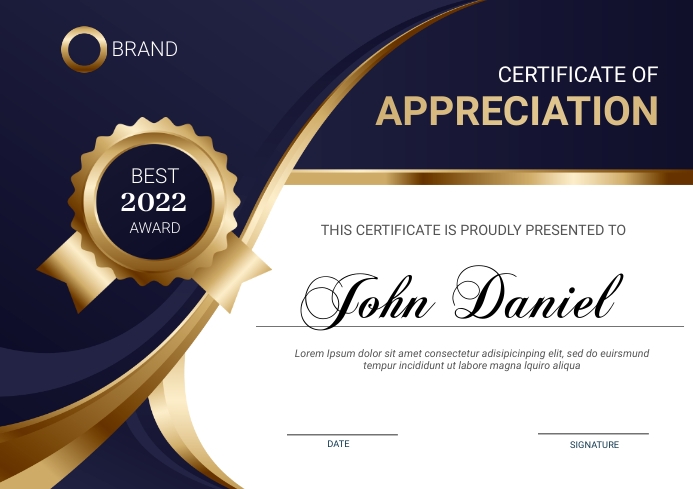 BRAND
CERTIFICATE OF
APPRECIATION
BEST
2022
AWARD
THIS CERTIFICATE IS PROUDLY PRESENTED TO
John Daniel
Lorem Ipsum dolor sit amet consectetur adisipicinping elit, sed do euirsmund
tempur incididunt ut labore magna lquiro aliqua
DATE
SIGNATURE